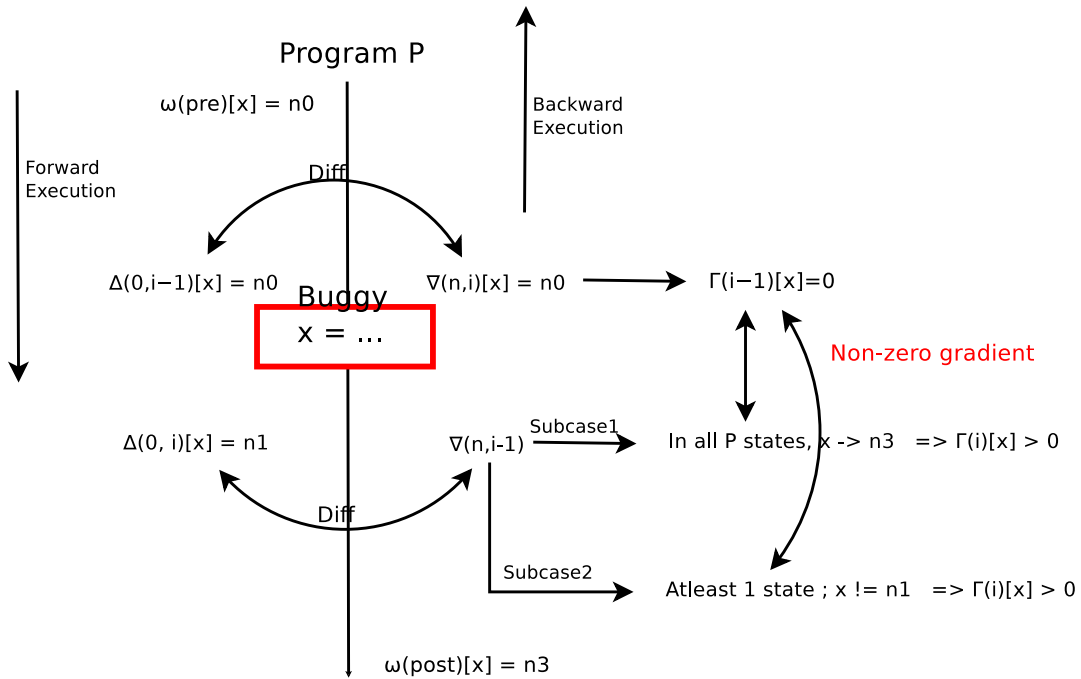 Program P
ω(pre)[x] = n0
Backward
Execution
Forward
Execution
Diff
Δ(0,i−1)[x] = n0
∇(n,i)[x] = n0
Γ(i−1)[x]=0
Buggy
x = ...
Non-zero gradient
Δ(0, i)[x] = n1
∇(n,i-1)
Subcase1
In all P states, x -> n3 => Γ(i)[x] > 0
Diff
Subcase2
Atleast 1 state ; x != n1 => Γ(i)[x] > 0
ω(post)[x] = n3